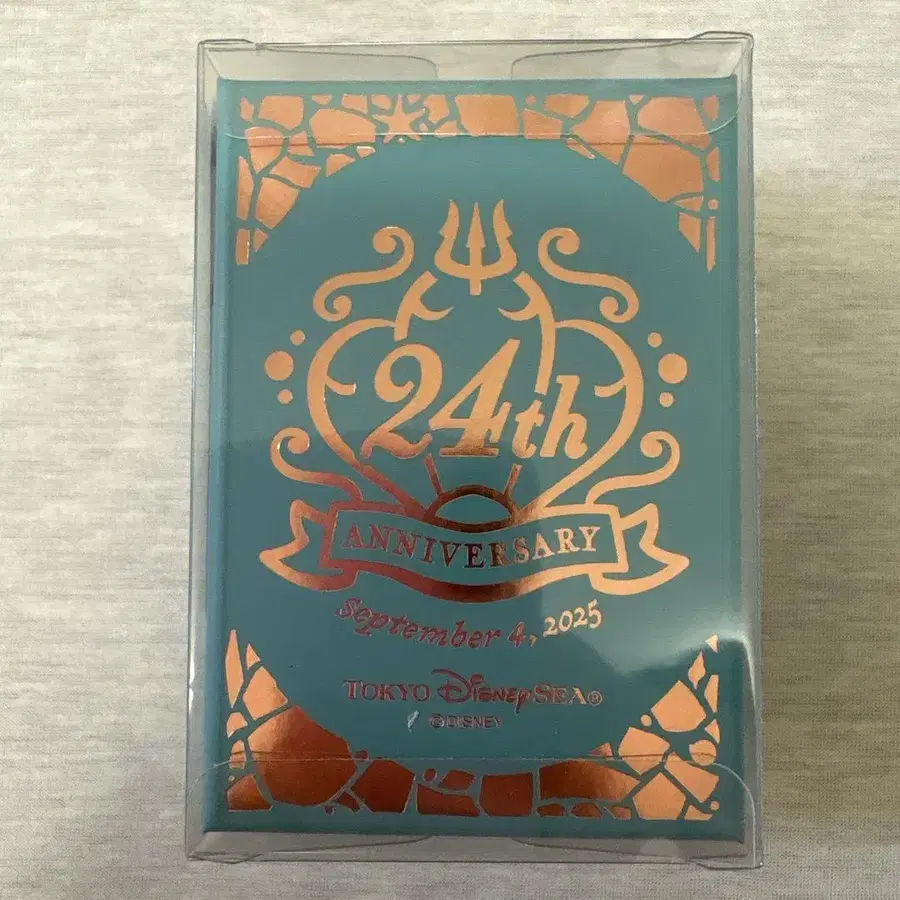 24th
ANNIVERSARY
September 4, 2025
TOKYO DISNEYSEA®
©DISNEY